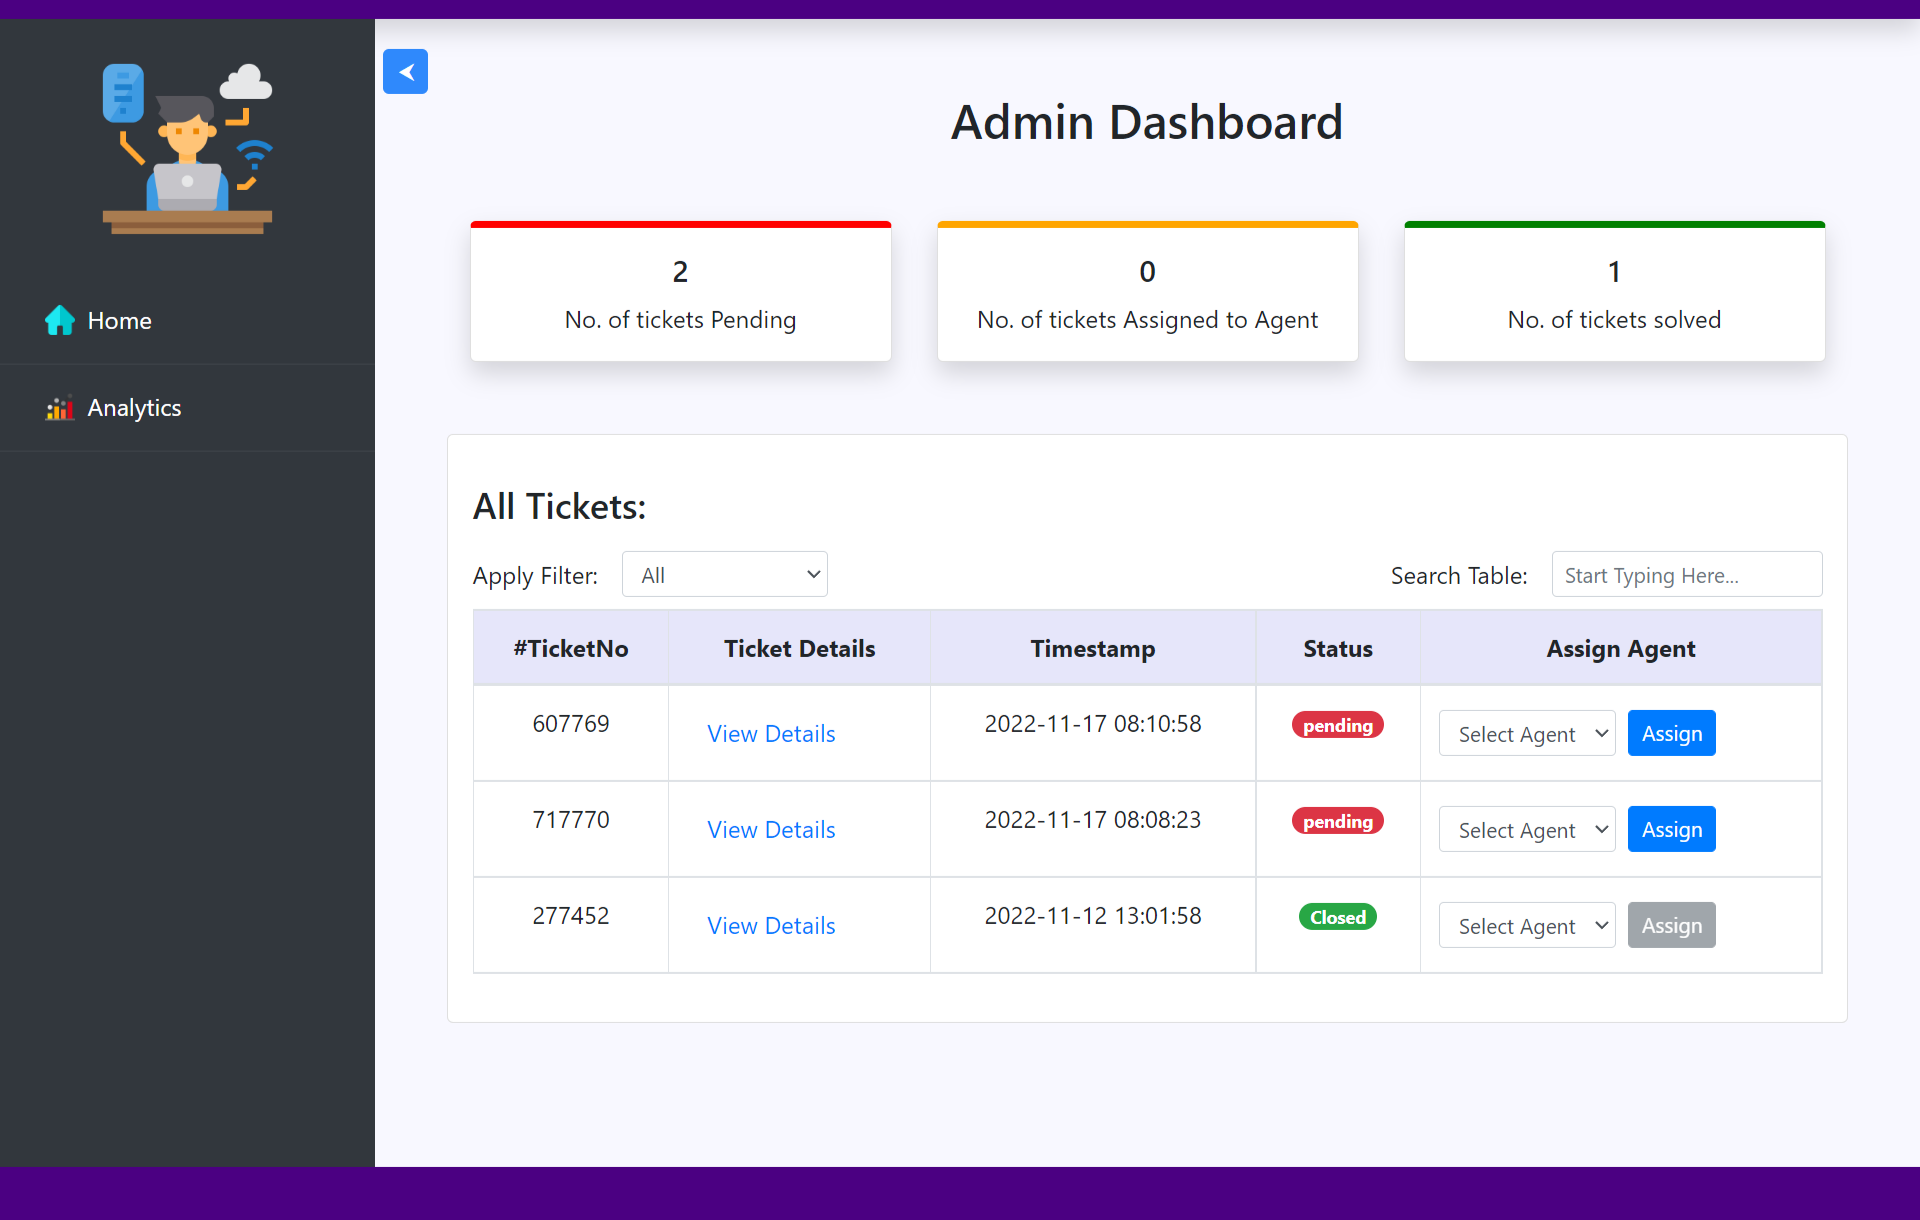 Home
Analytics
Admin Dashboard
2
No. of tickets Pending
0
No. of tickets Assigned to Agent
1
No. of tickets solved
All Tickets:
Apply Filter: All
Search Table: Start Typing Here...
#TicketNo Ticket Details Timestamp Status Assign Agent
607769 View Details 2022-11-17 08:10:58 pending Select Agent Assign
717770 View Details 2022-11-17 08:08:23 pending Select Agent Assign
277452 View Details 2022-11-12 13:01:58 Closed Select Agent Assign